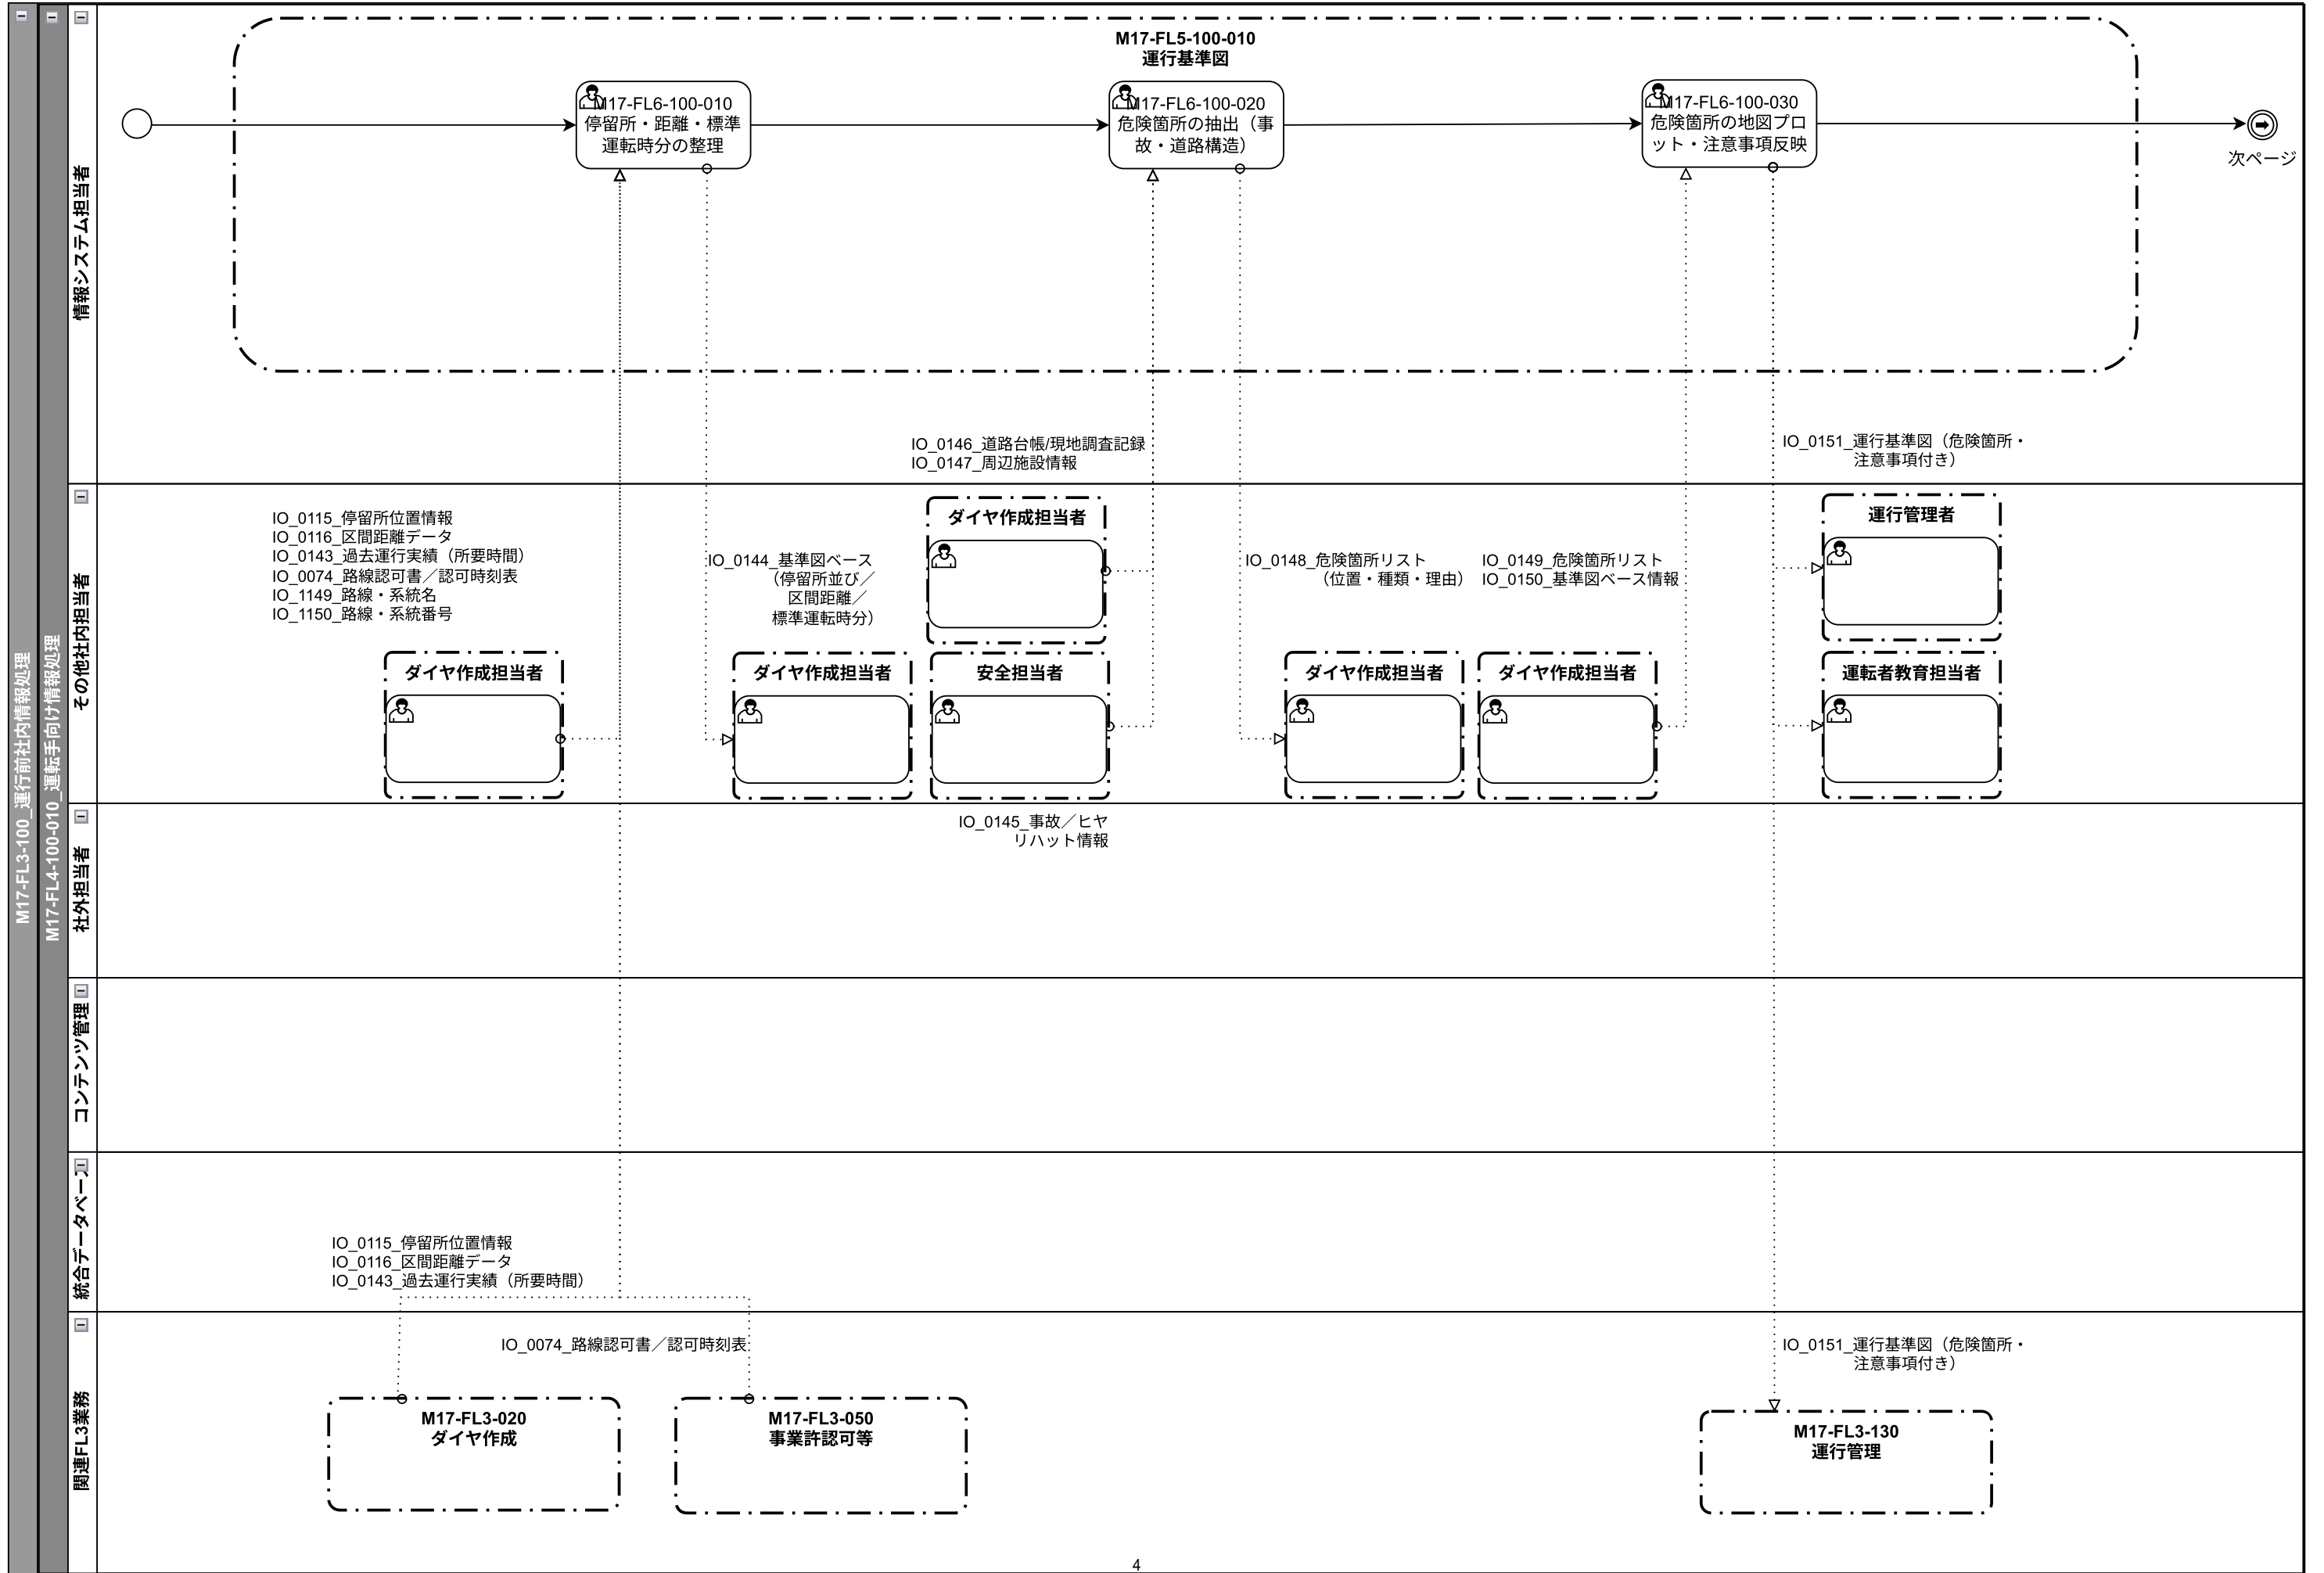 M17-FL3-100_運行前社内情報処理
M17-FL4-100-010_運転手向け情報処理
情報システム担当者
M17-FL5-100-010
運行基準図
M17-FL6-100-010
停留所・距離・標準
運転時分の整理
M17-FL6-100-020
危険箇所の抽出（事
故・道路構造）
M17-FL6-100-030
危険箇所の地図プロ
ット・注意事項反映
次ページ
IO_0146_道路台帳/現地調査記録
IO_0147_周辺施設情報
IO_0151_運行基準図（危険箇所・
注意事項付き）
その他社内担当者
IO_0115_停留所位置情報
IO_0116_区間距離データ
IO_0143_過去運行実績（所要時間）
IO_0074_路線認可書／認可時刻表
IO_1149_路線・系統名
IO_1150_路線・系統番号
IO_0144_基準図ベース
（停留所並び／
区間距離／
標準運転時分）
ダイヤ作成担当者
IO_0148_危険箇所リスト
（位置・種類・理由）
IO_0149_危険箇所リスト
IO_0150_基準図ベース情報
運行管理者
ダイヤ作成担当者
ダイヤ作成担当者
安全担当者
ダイヤ作成担当者
ダイヤ作成担当者
運転者教育担当者
社外担当者
IO_0145_事故／ヒヤ
リハット情報
コンテンツ管理
統合データベース
IO_0115_停留所位置情報
IO_0116_区間距離データ
IO_0143_過去運行実績（所要時間）
関連FL3業務
IO_0074_路線認可書／認可時刻表
IO_0151_運行基準図（危険箇所・
注意事項付き）
M17-FL3-020
ダイヤ作成
M17-FL3-050
事業許認可等
M17-FL3-130
運行管理
4